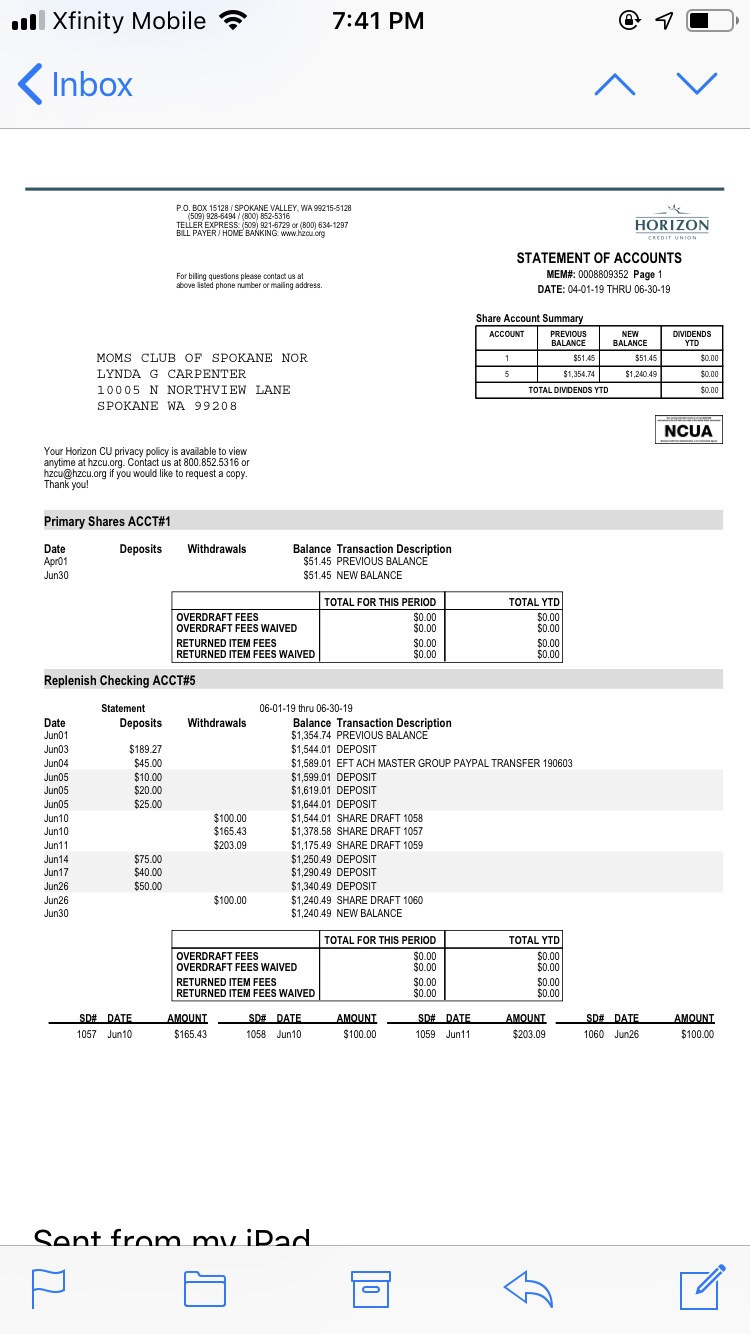 Xfinity Mobile 7:41 PM
Inbox
P.O. BOX 15128 / SPOKANE VALLEY, WA 99215-5128
(509) 928-6494 / (800) 852-5316
TELLER EXPRESS: (509) 921-6729 or (800) 634-1297
BILL PAYER / HOME BANKING: www.hzcu.org
HORIZON
CREDIT UNION
For billing questions please contact us at
above listed phone number or mailing address.
STATEMENT OF ACCOUNTS
MEM#: 0008809352 Page 1
DATE: 04-01-19 THRU 06-30-19
Share Account Summary
ACCOUNT PREVIOUS BALANCE NEW BALANCE DIVIDENDS YTD
1 $51.45 $51.45 $0.00
5 $1,354.74 $1,240.49 $0.00
TOTAL DIVIDENDS YTD $0.00
MOMS CLUB OF SPOKANE NOR
LYNDA G CARPENTER
10005 N NORTHVIEW LANE
SPOKANE WA 99208
NCUA
Your Horizon CU privacy policy is available to view
anytime at hzcu.org. Contact us at 800.852.5316 or
hzcu@hzcu.org if you would like to request a copy.
Thank you!
Primary Shares ACCT#1
Date Deposits Withdrawals Balance Transaction Description
Apr01 $51.45 PREVIOUS BALANCE
Jun30 $51.45 NEW BALANCE
TOTAL FOR THIS PERIOD TOTAL YTD
OVERDRAFT FEES $0.00 $0.00
OVERDRAFT FEES WAIVED $0.00 $0.00
RETURNED ITEM FEES $0.00 $0.00
RETURNED ITEM FEES WAIVED $0.00 $0.00
Replenish Checking ACCT#5
Statement 06-01-19 thru 06-30-19
Date Deposits Withdrawals Balance Transaction Description
Jun01 $1,354.74 PREVIOUS BALANCE
Jun03 $189.27 $1,544.01 DEPOSIT
Jun04 $45.00 $1,589.01 EFT ACH MASTER GROUP PAYPAL TRANSFER 190603
Jun05 $10.00 $1,599.01 DEPOSIT
Jun05 $20.00 $1,619.01 DEPOSIT
Jun05 $25.00 $1,644.01 DEPOSIT
Jun10 $100.00 $1,544.01 SHARE DRAFT 1058
Jun10 $165.43 $1,378.58 SHARE DRAFT 1057
Jun11 $203.09 $1,175.49 SHARE DRAFT 1059
Jun14 $75.00 $1,250.49 DEPOSIT
Jun17 $40.00 $1,290.49 DEPOSIT
Jun26 $50.00 $1,340.49 DEPOSIT
Jun26 $100.00 $1,240.49 SHARE DRAFT 1060
Jun30 $1,240.49 NEW BALANCE
TOTAL FOR THIS PERIOD TOTAL YTD
OVERDRAFT FEES $0.00 $0.00
OVERDRAFT FEES WAIVED $0.00 $0.00
RETURNED ITEM FEES $0.00 $0.00
RETURNED ITEM FEES WAIVED $0.00 $0.00
SD# DATE AMOUNT SD# DATE AMOUNT SD# DATE AMOUNT SD# DATE AMOUNT
1057 Jun10 $165.43 1058 Jun10 $100.00 1059 Jun11 $203.09 1060 Jun26 $100.00
Sent from my iPad